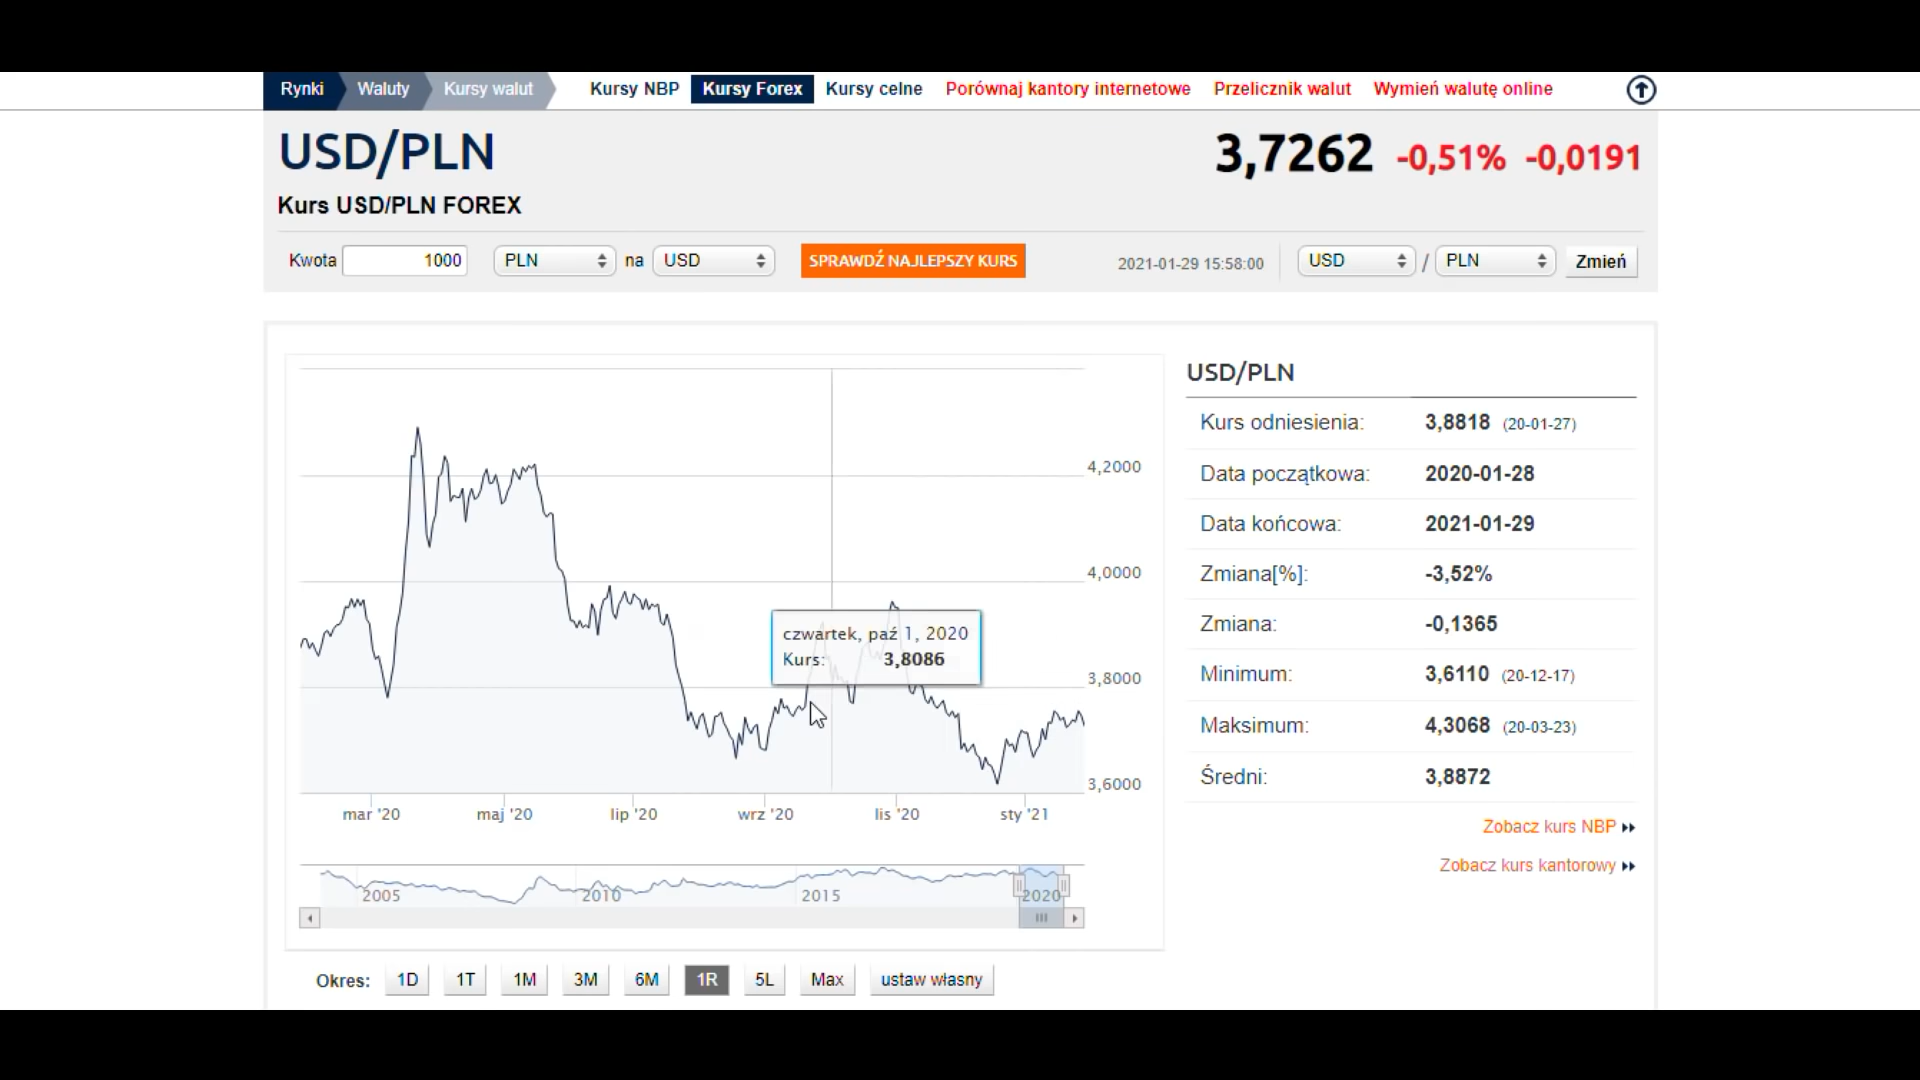 Rynki Waluty Kursy walut Kursy NBP Kursy Forex Kursy celne Porównaj kantory internetowe Przelicznik walut Wymień walutę online
USD/PLN 3,7262 -0,51% -0,0191
Kurs USD/PLN FOREX
Kwota 1000 PLN na USD SPRAWDŹ NAJLEPSZY KURS 2021-01-29 15:58:00 USD / PLN Zmień
4,2000
4,0000
3,8000
3,6000
czwartek, paź 1, 2020
Kurs: 3,8086
mar '20 maj '20 lip '20 wrz '20 lis '20 sty '21
2005 2010 2015 2020
Okres: 1D 1T 1M 3M 6M 1R 5L Max ustaw własny
USD/PLN
Kurs odniesienia: 3,8818 (20-01-27)
Data początkowa: 2020-01-28
Data końcowa: 2021-01-29
Zmiana[%]: -3,52%
Zmiana: -0,1365
Minimum: 3,6110 (20-12-17)
Maksimum: 4,3068 (20-03-23)
Średni: 3,8872
Zobacz kurs NBP
Zobacz kurs kantorowy